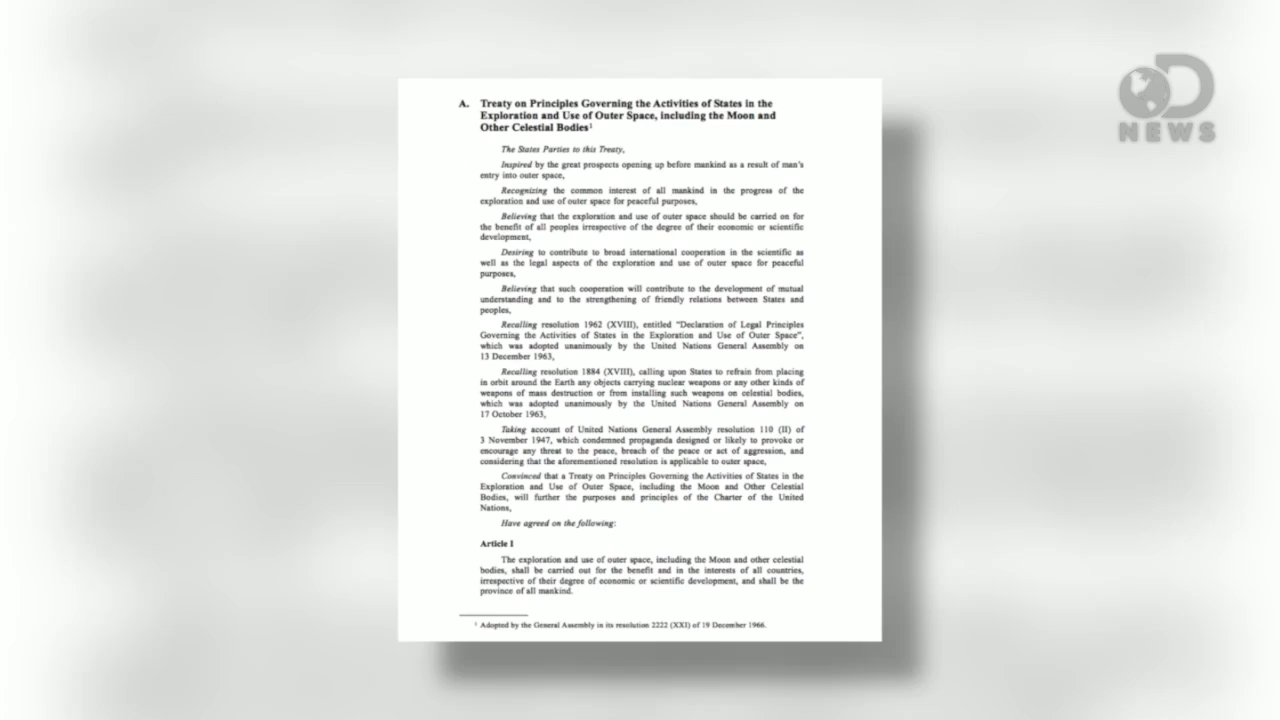 D
NEWS
A. Treaty on Principles Governing the Activities of States in the
Exploration and Use of Outer Space, including the Moon and
Other Celestial Bodies¹
The States Parties to this Treaty,
Inspired by the great prospects opening up before mankind as a result of man's
entry into outer space,
Recognizing the common interest of all mankind in the progress of the
exploration and use of outer space for peaceful purposes,
Believing that the exploration and use of outer space should be carried on for
the benefit of all peoples irrespective of the degree of their economic or scientific
development,
Desiring to contribute to broad international cooperation in the scientific as
well as the legal aspects of the exploration and use of outer space for peaceful
purposes,
Believing that such cooperation will contribute to the development of mutual
understanding and to the strengthening of friendly relations between States and
peoples,
Recalling resolution 1962 (XVIII), entitled "Declaration of Legal Principles
Governing the Activities of States in the Exploration and Use of Outer Space",
which was adopted unanimously by the United Nations General Assembly on
13 December 1963,
Recalling resolution 1884 (XVIII), calling upon States to refrain from placing
in orbit around the Earth any objects carrying nuclear weapons or any other kinds of
weapons of mass destruction or from installing such weapons on celestial bodies,
which was adopted unanimously by the United Nations General Assembly on
17 October 1963,
Taking account of United Nations General Assembly resolution 110 (II) of
3 November 1947, which condemned propaganda designed or likely to provoke or
encourage any threat to the peace, breach of the peace or act of aggression, and
considering that the aforementioned resolution is applicable to outer space,
Convinced that a Treaty on Principles Governing the Activities of States in the
Exploration and Use of Outer Space, including the Moon and Other Celestial
Bodies, will further the purposes and principles of the Charter of the United
Nations,
Have agreed on the following:
Article I
The exploration and use of outer space, including the Moon and other celestial
bodies, shall be carried out for the benefit and in the interests of all countries,
irrespective of their degree of economic or scientific development, and shall be the
province of all mankind.
¹ Adopted by the General Assembly in its resolution 2222 (XXI) of 19 December 1966.